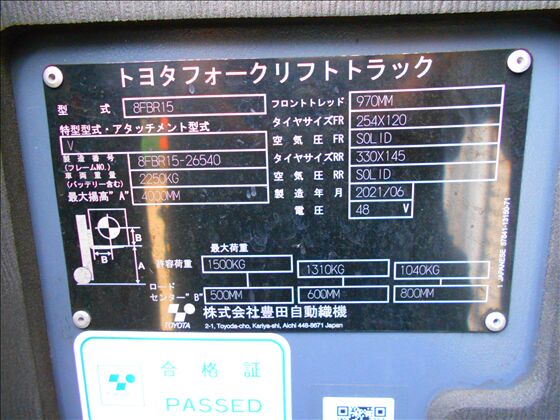 トヨタフォークリフトトラック
型式 8FBR15 フロントトレッド 970MM
特型型式・アタッチメント型式 タイヤサイズFR 254X120
V 空気圧FR SOLID
製造番号 (フレームNO.) 8FBR15-26540 タイヤサイズRR 330X145
車両重量 (バッテリー含む) 2250KG 空気圧RR SOLID
最大揚高"A" 4000MM 製造年月 2021/06
電圧 48 V
B
B
A
最大荷重
許容荷重 1500KG 1310KG 1040KG
ロードセンター"B" 500MM 600MM 800MM
TOYOTA 株式会社豊田自動織機
2-1, Toyoda-cho, Kariya-shi, Aichi 448-8671 Japan
合格証
PASSED